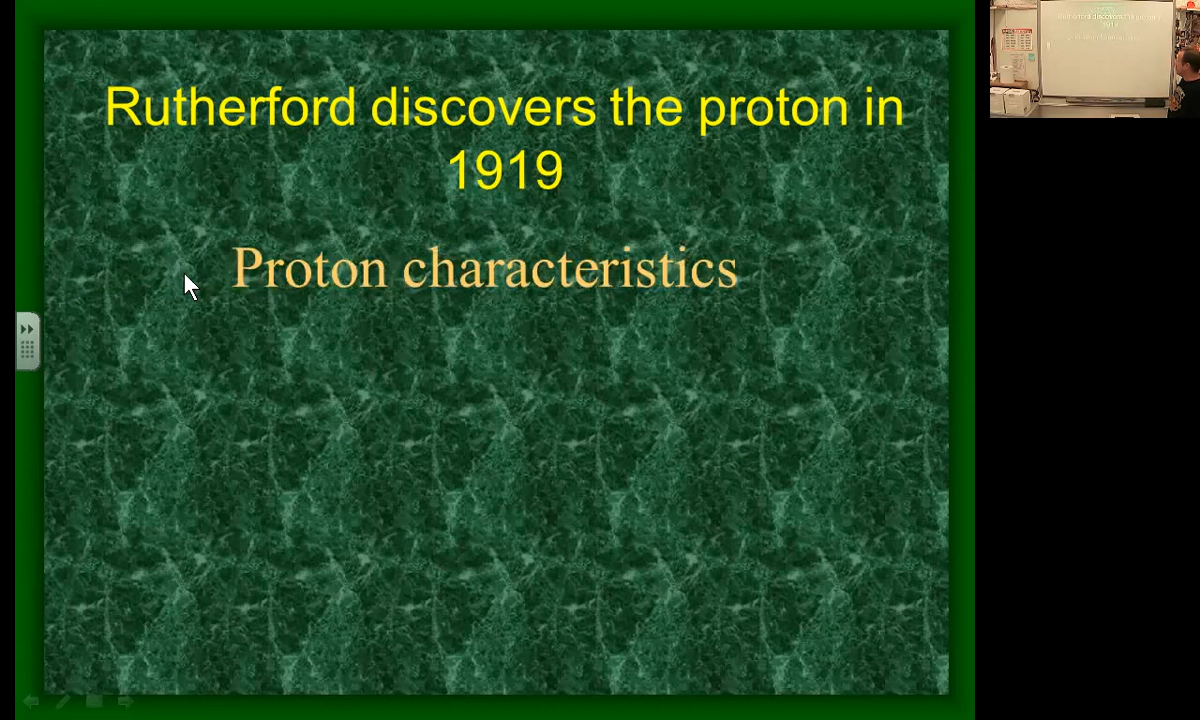 Rutherford discovers the proton in
1919
Proton characteristics